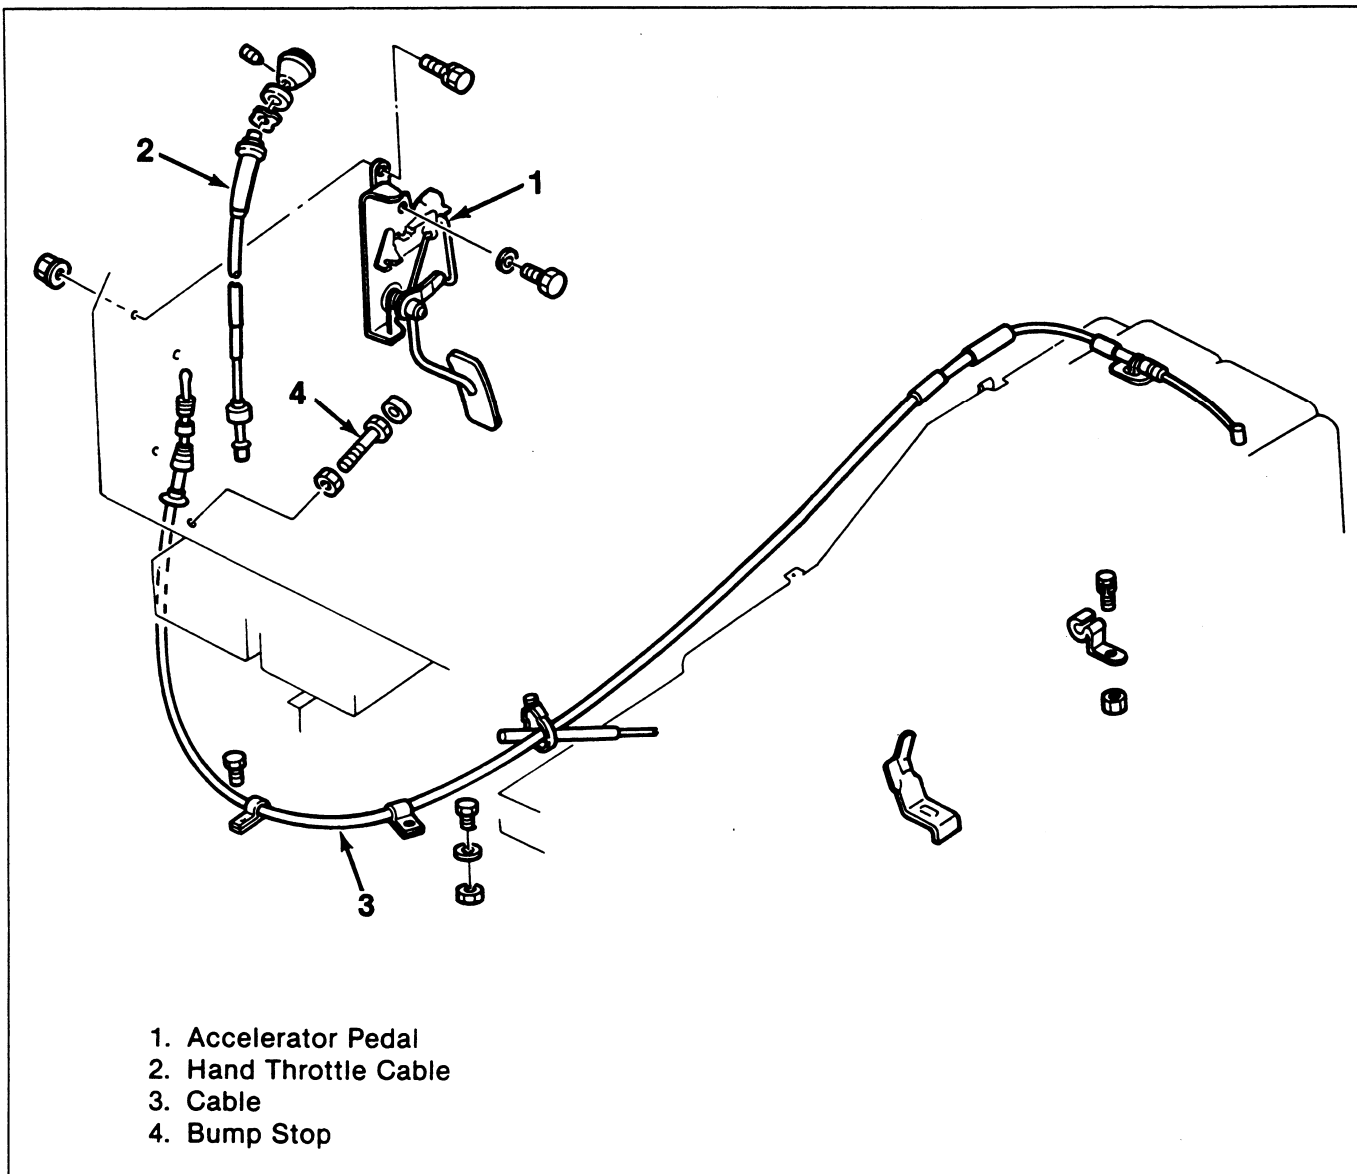 2
1
4
c
c
3
1. Accelerator Pedal
2. Hand Throttle Cable
3. Cable
4. Bump Stop